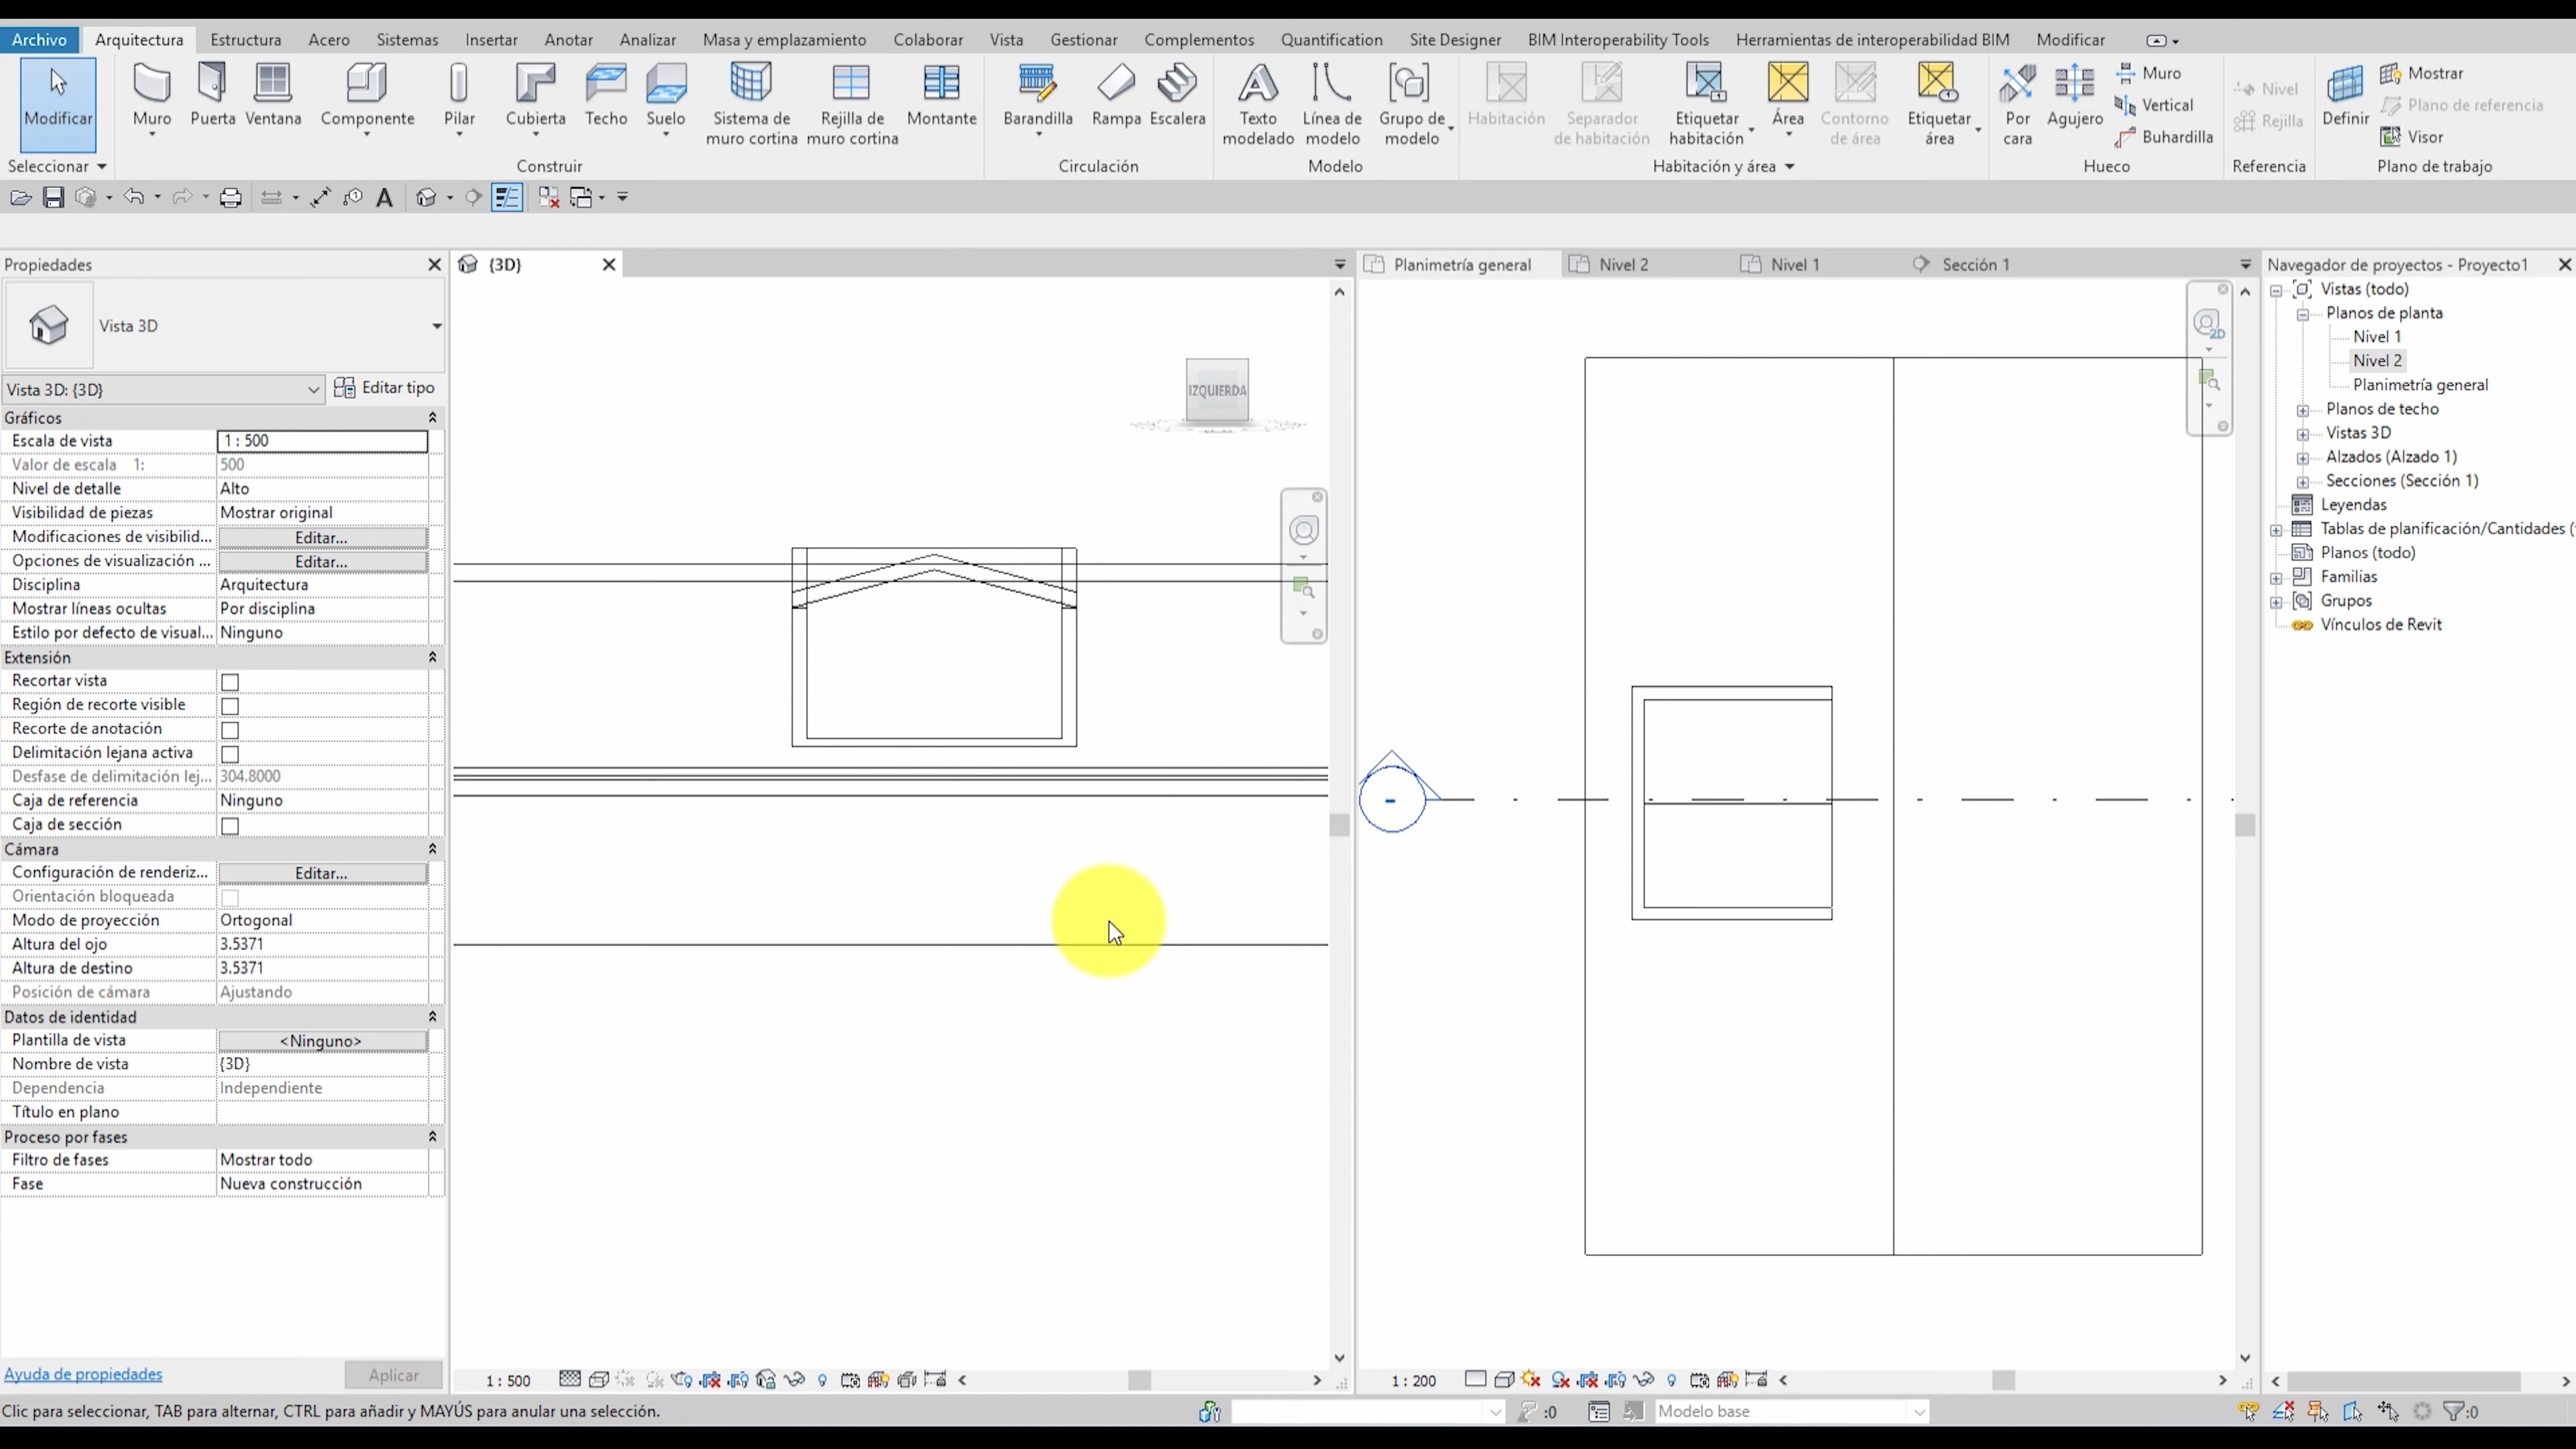 Archivo Arquitectura Estructura Acero Sistemas Insertar Anotar Analizar Masa y emplazamiento Colaborar Vista Gestionar Complementos Quantification Site Designer BIM Interoperability Tools Herramientas de interoperabilidad BIM Modificar
Modificar Muro Puerta Ventana Componente Pilar Cubierta Techo Suelo Sistema de muro cortina Rejilla de muro cortina Montante Barandilla Rampa Escalera Texto modelado Línea de modelo Grupo de modelo Habitación Separador de habitación Etiquetar habitación Área Contorno de área Etiquetar área Por cara Agujero Muro Vertical Buhardilla Nivel Rejilla Definir Mostrar Plano de referencia Visor
Seleccionar Construir Circulación Modelo Habitación y área Hueco Referencia Plano de trabajo
Propiedades
Vista 3D
Vista 3D: {3D} Editar tipo
Gráficos
Escala de vista 1 : 500
Valor de escala 1: 500
Nivel de detalle Alto
Visibilidad de piezas Mostrar original
Modificaciones de visibilid... Editar...
Opciones de visualización ... Editar...
Disciplina Arquitectura
Mostrar líneas ocultas Por disciplina
Estilo por defecto de visual... Ninguno
Extensión
Recortar vista
Región de recorte visible
Recorte de anotación
Delimitación lejana activa
Desfase de delimitación lej... 304.8000
Caja de referencia Ninguno
Caja de sección
Cámara
Configuración de renderiz... Editar...
Orientación bloqueada
Modo de proyección Ortogonal
Altura del ojo 3.5371
Altura de destino 3.5371
Posición de cámara Ajustando
Datos de identidad
Plantilla de vista <Ninguno>
Nombre de vista {3D}
Dependencia Independiente
Título en plano
Proceso por fases
Filtro de fases Mostrar todo
Fase Nueva construcción
Ayuda de propiedades Aplicar
{3D}
IZQUIERDA
1 : 500
Planimetría general Nivel 2 Nivel 1 Sección 1
2D
1 : 200
Navegador de proyectos - Proyecto1
Vistas (todo)
Planos de planta
Nivel 1
Nivel 2
Planimetría general
Planos de techo
Vistas 3D
Alzados (Alzado 1)
Secciones (Sección 1)
Leyendas
Tablas de planificación/Cantidades (
Planos (todo)
Familias
Grupos
Vínculos de Revit
Clic para seleccionar, TAB para alternar, CTRL para añadir y MAYÚS para anular una selección. :0 Modelo base :0